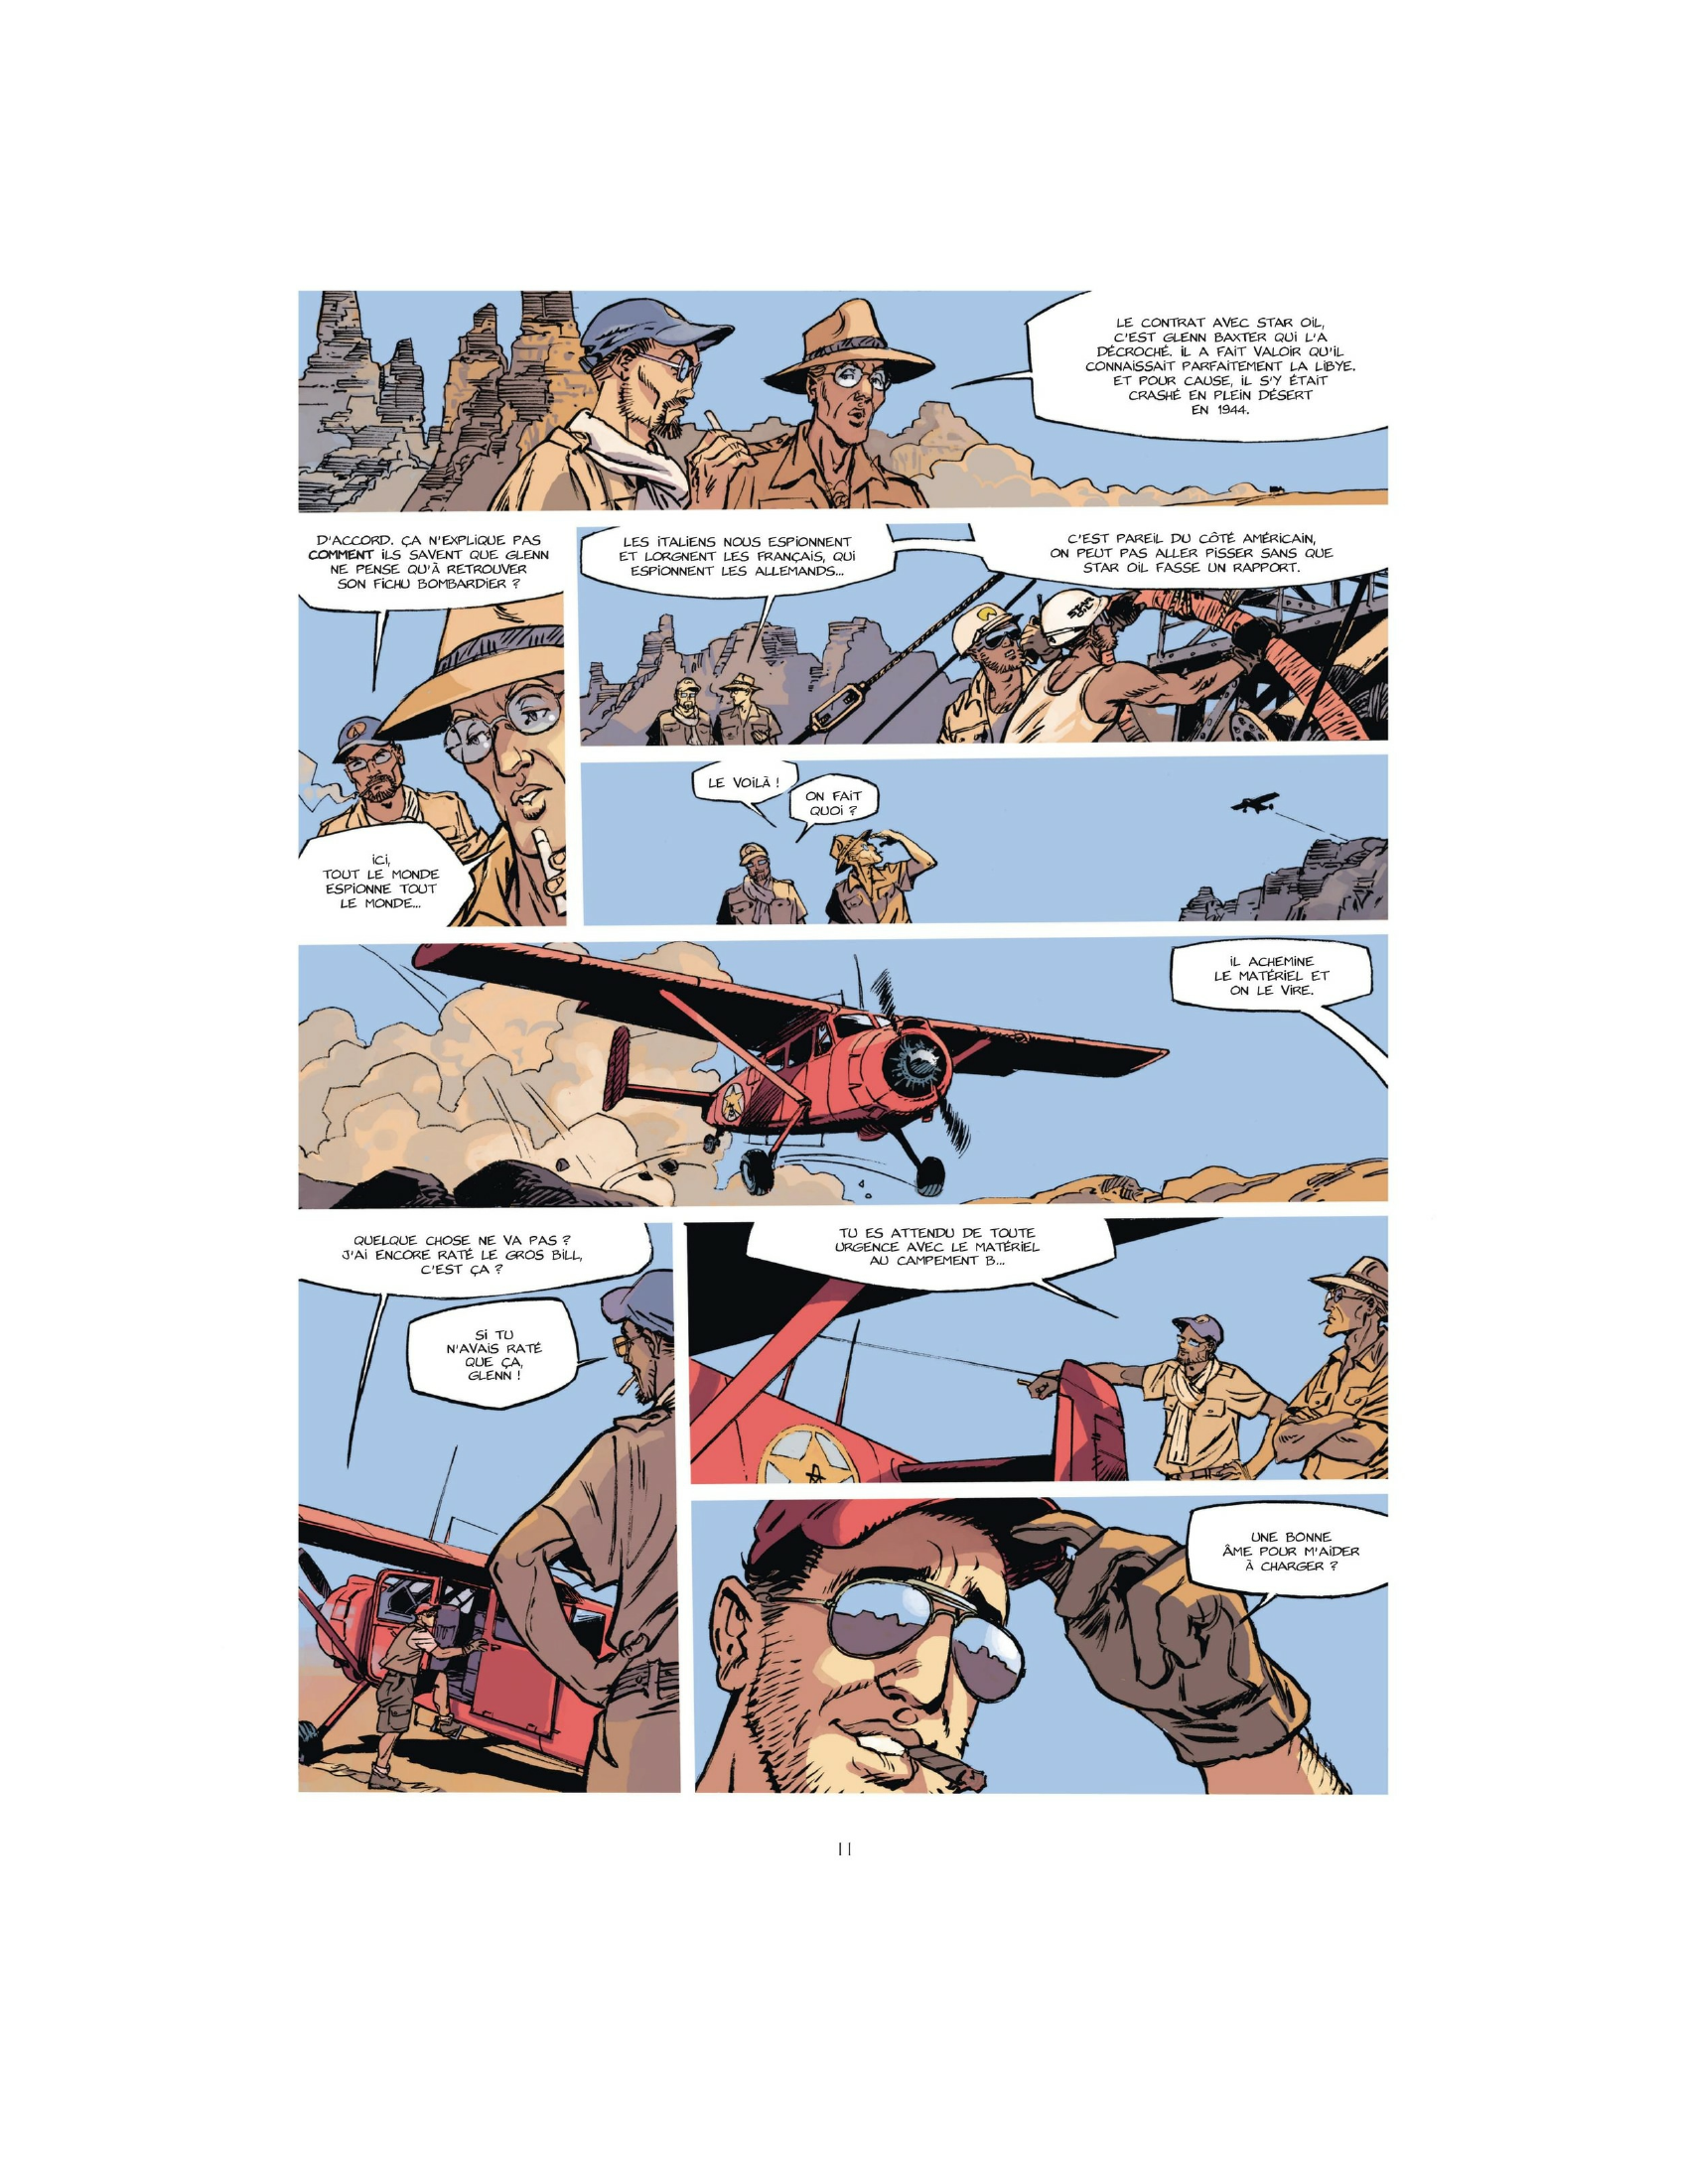 LE CONTRAT AVEC STAR OIL,
C'EST GLENN BAXTER QUI L'A
DÉCROCHÉ. IL A FAIT VALOIR QU'IL
CONNAISSAIT PARFAITEMENT LA LIBYE.
ET POUR CAUSE, IL S'Y ÉTAIT
CRASHÉ EN PLEIN DÉSERT
EN 1944.
D'ACCORD. ÇA N'EXPLIQUE PAS
COMMENT ILS SAVENT QUE GLENN
NE PENSE QU'À RETROUVER
SON FICHU BOMBARDIER ?
ICI,
TOUT LE MONDE
ESPIONNE TOUT
LE MONDE...
LES ITALIENS NOUS ESPIONNENT
ET LORGNENT LES FRANÇAIS, QUI
ESPIONNENT LES ALLEMANDS...
C'EST PAREIL DU CÔTÉ AMÉRICAIN,
ON PEUT PAS ALLER PISSER SANS QUE
STAR OIL FASSE UN RAPPORT.
STAR
OIL
LE VOILÀ !
ON FAIT
QUOI ?
IL ACHEMINE
LE MATÉRIEL ET
ON LE VIRE.
QUELQUE CHOSE NE VA PAS ?
J'AI ENCORE RATÉ LE GROS BILL,
C'EST ÇA ?
SI TU
N'AVAIS RATÉ
QUE ÇA,
GLENN !
TU ES ATTENDU DE TOUTE
URGENCE AVEC LE MATÉRIEL
AU CAMPEMENT B...
UNE BONNE
ÂME POUR M'AIDER
À CHARGER ?
11